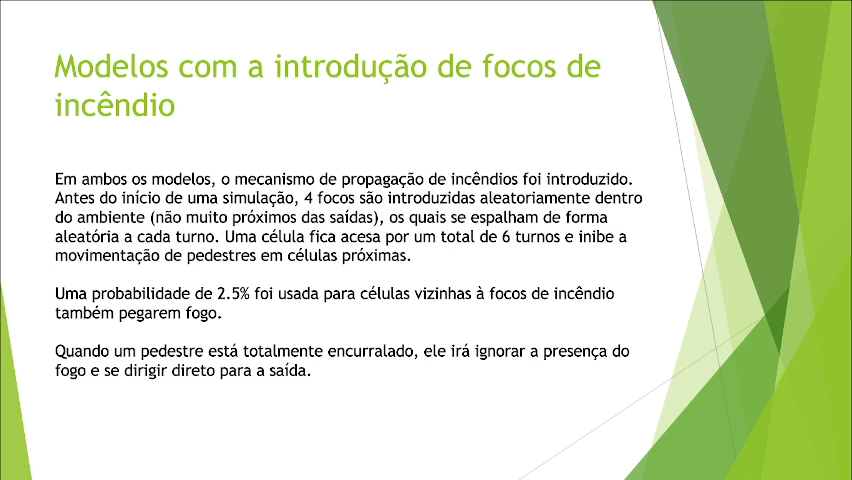 Modelos com a introdução de focos de
incêndio
Em ambos os modelos, o mecanismo de propagação de incêndios foi introduzido.
Antes do início de uma simulação, 4 focos são introduzidas aleatoriamente dentro
do ambiente (não muito próximos das saídas), os quais se espalham de forma
aleatória a cada turno. Uma célula fica acesa por um total de 6 turnos e inibe a
movimentação de pedestres em células próximas.
Uma probabilidade de 2.5% foi usada para células vizinhas à focos de incêndio
também pegarem fogo.
Quando um pedestre está totalmente encurralado, ele irá ignorar a presença do
fogo e se dirigir direto para a saída.